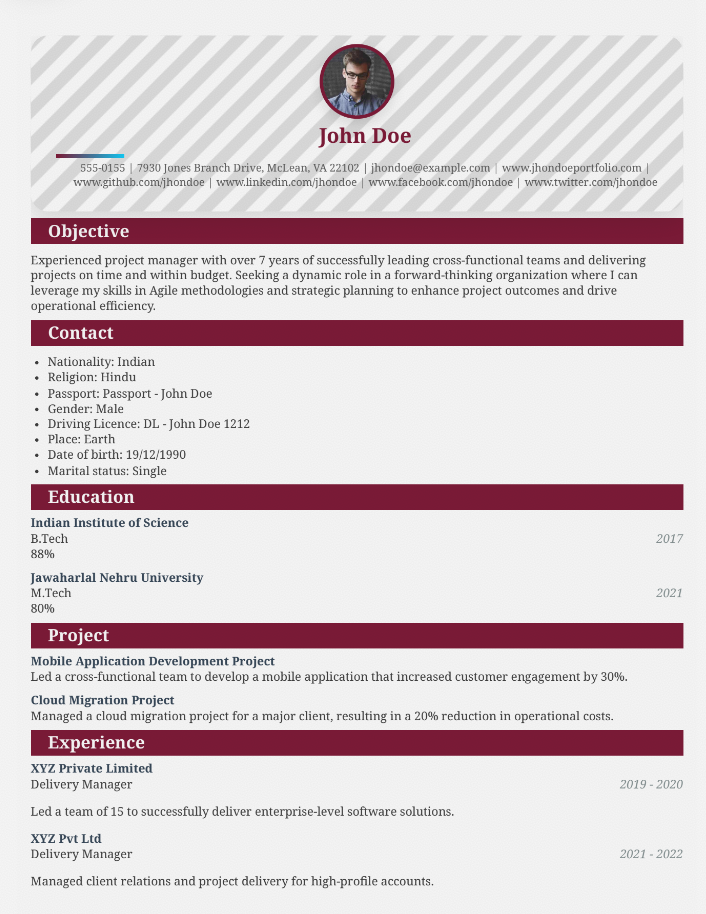 John Doe
555-0155 | 7930 Jones Branch Drive, McLean, VA 22102 | jhondoe@example.com | www.jhondoeportfolio.com |
www.github.com/jhondoe | www.linkedin.com/jhondoe | www.facebook.com/jhondoe | www.twitter.com/jhondoe
Objective
Experienced project manager with over 7 years of successfully leading cross-functional teams and delivering
projects on time and within budget. Seeking a dynamic role in a forward-thinking organization where I can
leverage my skills in Agile methodologies and strategic planning to enhance project outcomes and drive
operational efficiency.
Contact
• Nationality: Indian
• Religion: Hindu
• Passport: Passport - John Doe
• Gender: Male
• Driving Licence: DL - John Doe 1212
• Place: Earth
• Date of birth: 19/12/1990
• Marital status: Single
Education
Indian Institute of Science
B.Tech 2017
88%
Jawaharlal Nehru University
M.Tech 2021
80%
Project
Mobile Application Development Project
Led a cross-functional team to develop a mobile application that increased customer engagement by 30%.
Cloud Migration Project
Managed a cloud migration project for a major client, resulting in a 20% reduction in operational costs.
Experience
XYZ Private Limited
Delivery Manager 2019 - 2020
Led a team of 15 to successfully deliver enterprise-level software solutions.
XYZ Pvt Ltd
Delivery Manager 2021 - 2022
Managed client relations and project delivery for high-profile accounts.